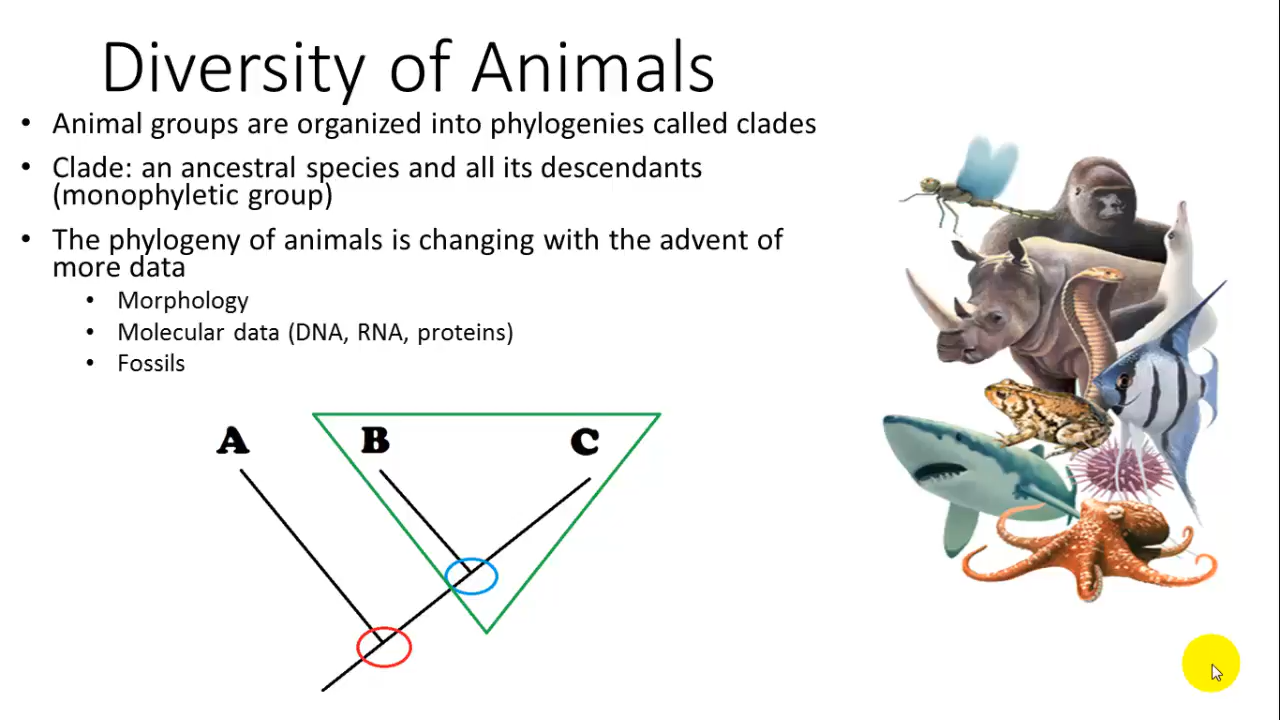 Diversity of Animals
• Animal groups are organized into phylogenies called clades
• Clade: an ancestral species and all its descendants
(monophyletic group)
• The phylogeny of animals is changing with the advent of
more data
• Morphology
• Molecular data (DNA, RNA, proteins)
• Fossils
A B C